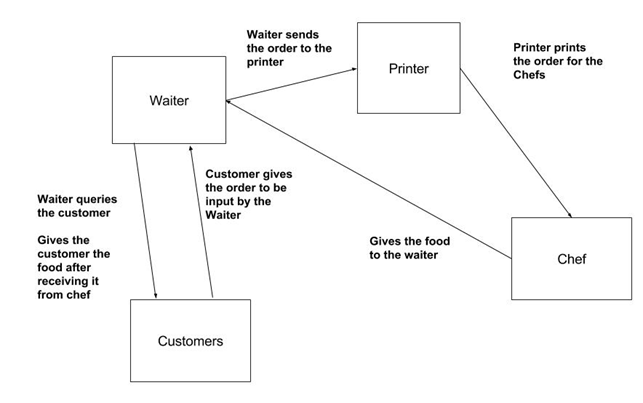 Waiter sends
the order to the
printer
Printer
Printer prints
the order for the
Chefs
Waiter
Customer gives
the order to be
input by the
Waiter
Waiter queries
the customer
Gives the
customer the
food after
receiving it
from chef
Gives the food
to the waiter
Chef
Customers